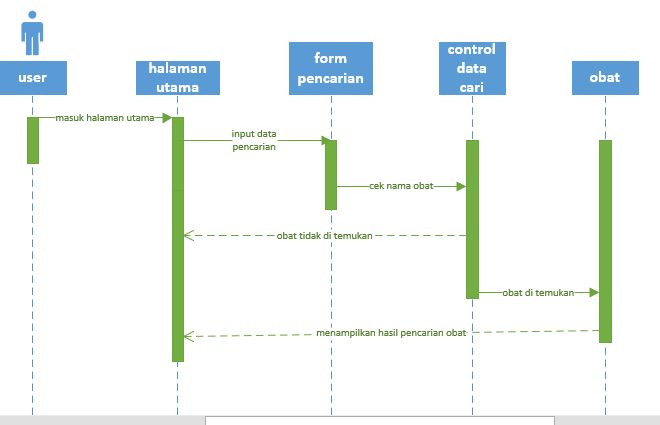 user
halaman
utama
form
pencarian
control
data
cari
obat
masuk halaman utama
input data
pencarian
cek nama obat
obat tidak di temukan
obat di temukan
menampilkan hasil pencarian obat